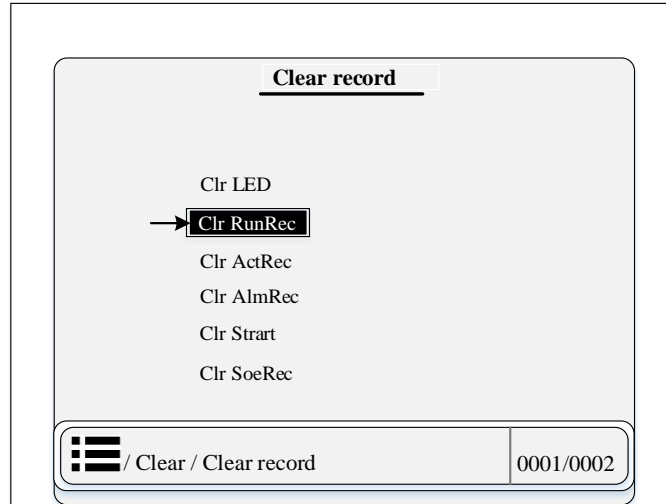 Clear record
Clr LED
Clr RunRec
Clr ActRec
Clr AlmRec
Clr Strart
Clr SoeRec
/ Clear / Clear record
0001/0002